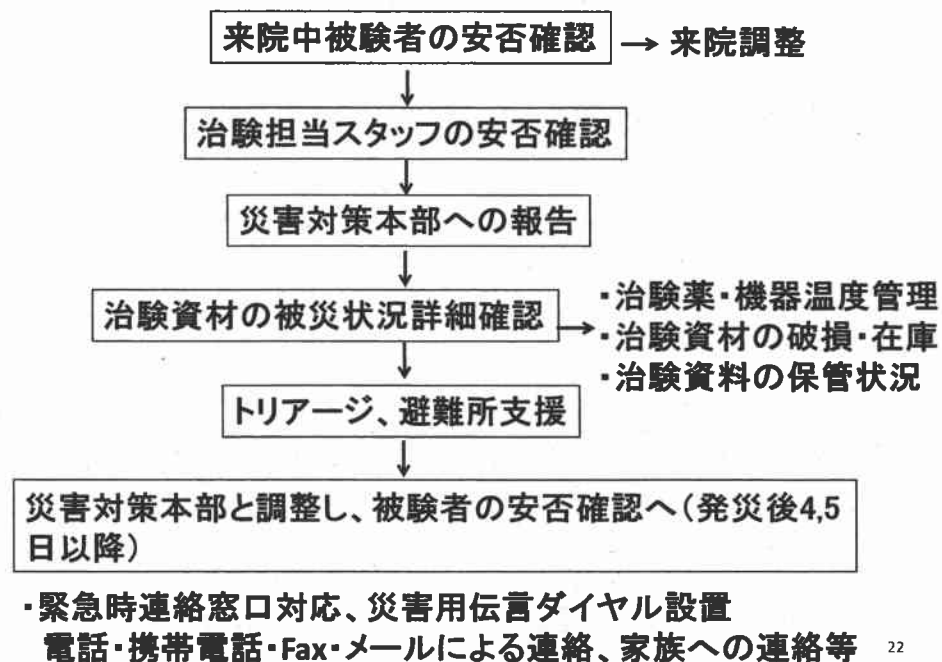 来院中被験者の安否確認 → 来院調整
治験担当スタッフの安否確認
災害対策本部への報告
治験資材の被災状況詳細確認
・治験薬・機器温度管理
・治験資材の破損・在庫
・治験資料の保管状況
トリアージ、避難所支援
災害対策本部と調整し、被験者の安否確認へ(発災後4,5
日以降)
・緊急時連絡窓口対応、災害用伝言ダイヤル設置
電話・携帯電話・Fax・メールによる連絡、家族への連絡等
22